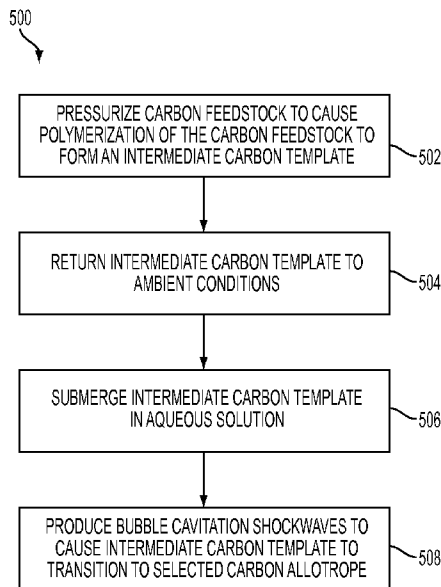 500
PRESSURIZE CARBON FEEDSTOCK TO CAUSE
POLYMERIZATION OF THE CARBON FEEDSTOCK TO
FORM AN INTERMEDIATE CARBON TEMPLATE
502
RETURN INTERMEDIATE CARBON TEMPLATE TO
AMBIENT CONDITIONS
504
SUBMERGE INTERMEDIATE CARBON TEMPLATE
IN AQUEOUS SOLUTION
506
PRODUCE BUBBLE CAVITATION SHOCKWAVES TO
CAUSE INTERMEDIATE CARBON TEMPLATE TO
TRANSITION TO SELECTED CARBON ALLOTROPE
508